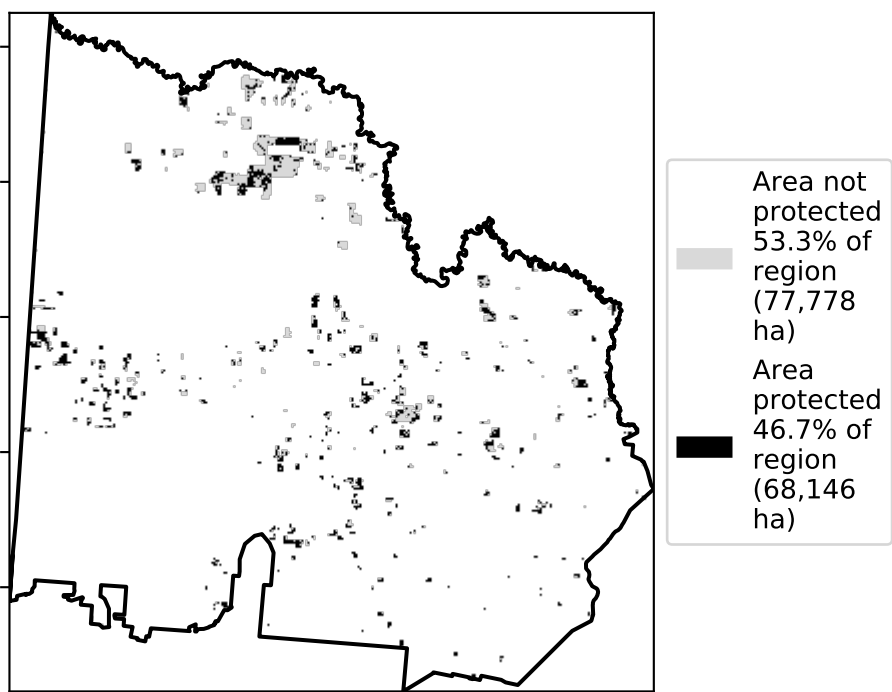 Area not
protected
53.3% of
region
(77,778
ha)
Area
protected
46.7% of
region
(68,146
ha)